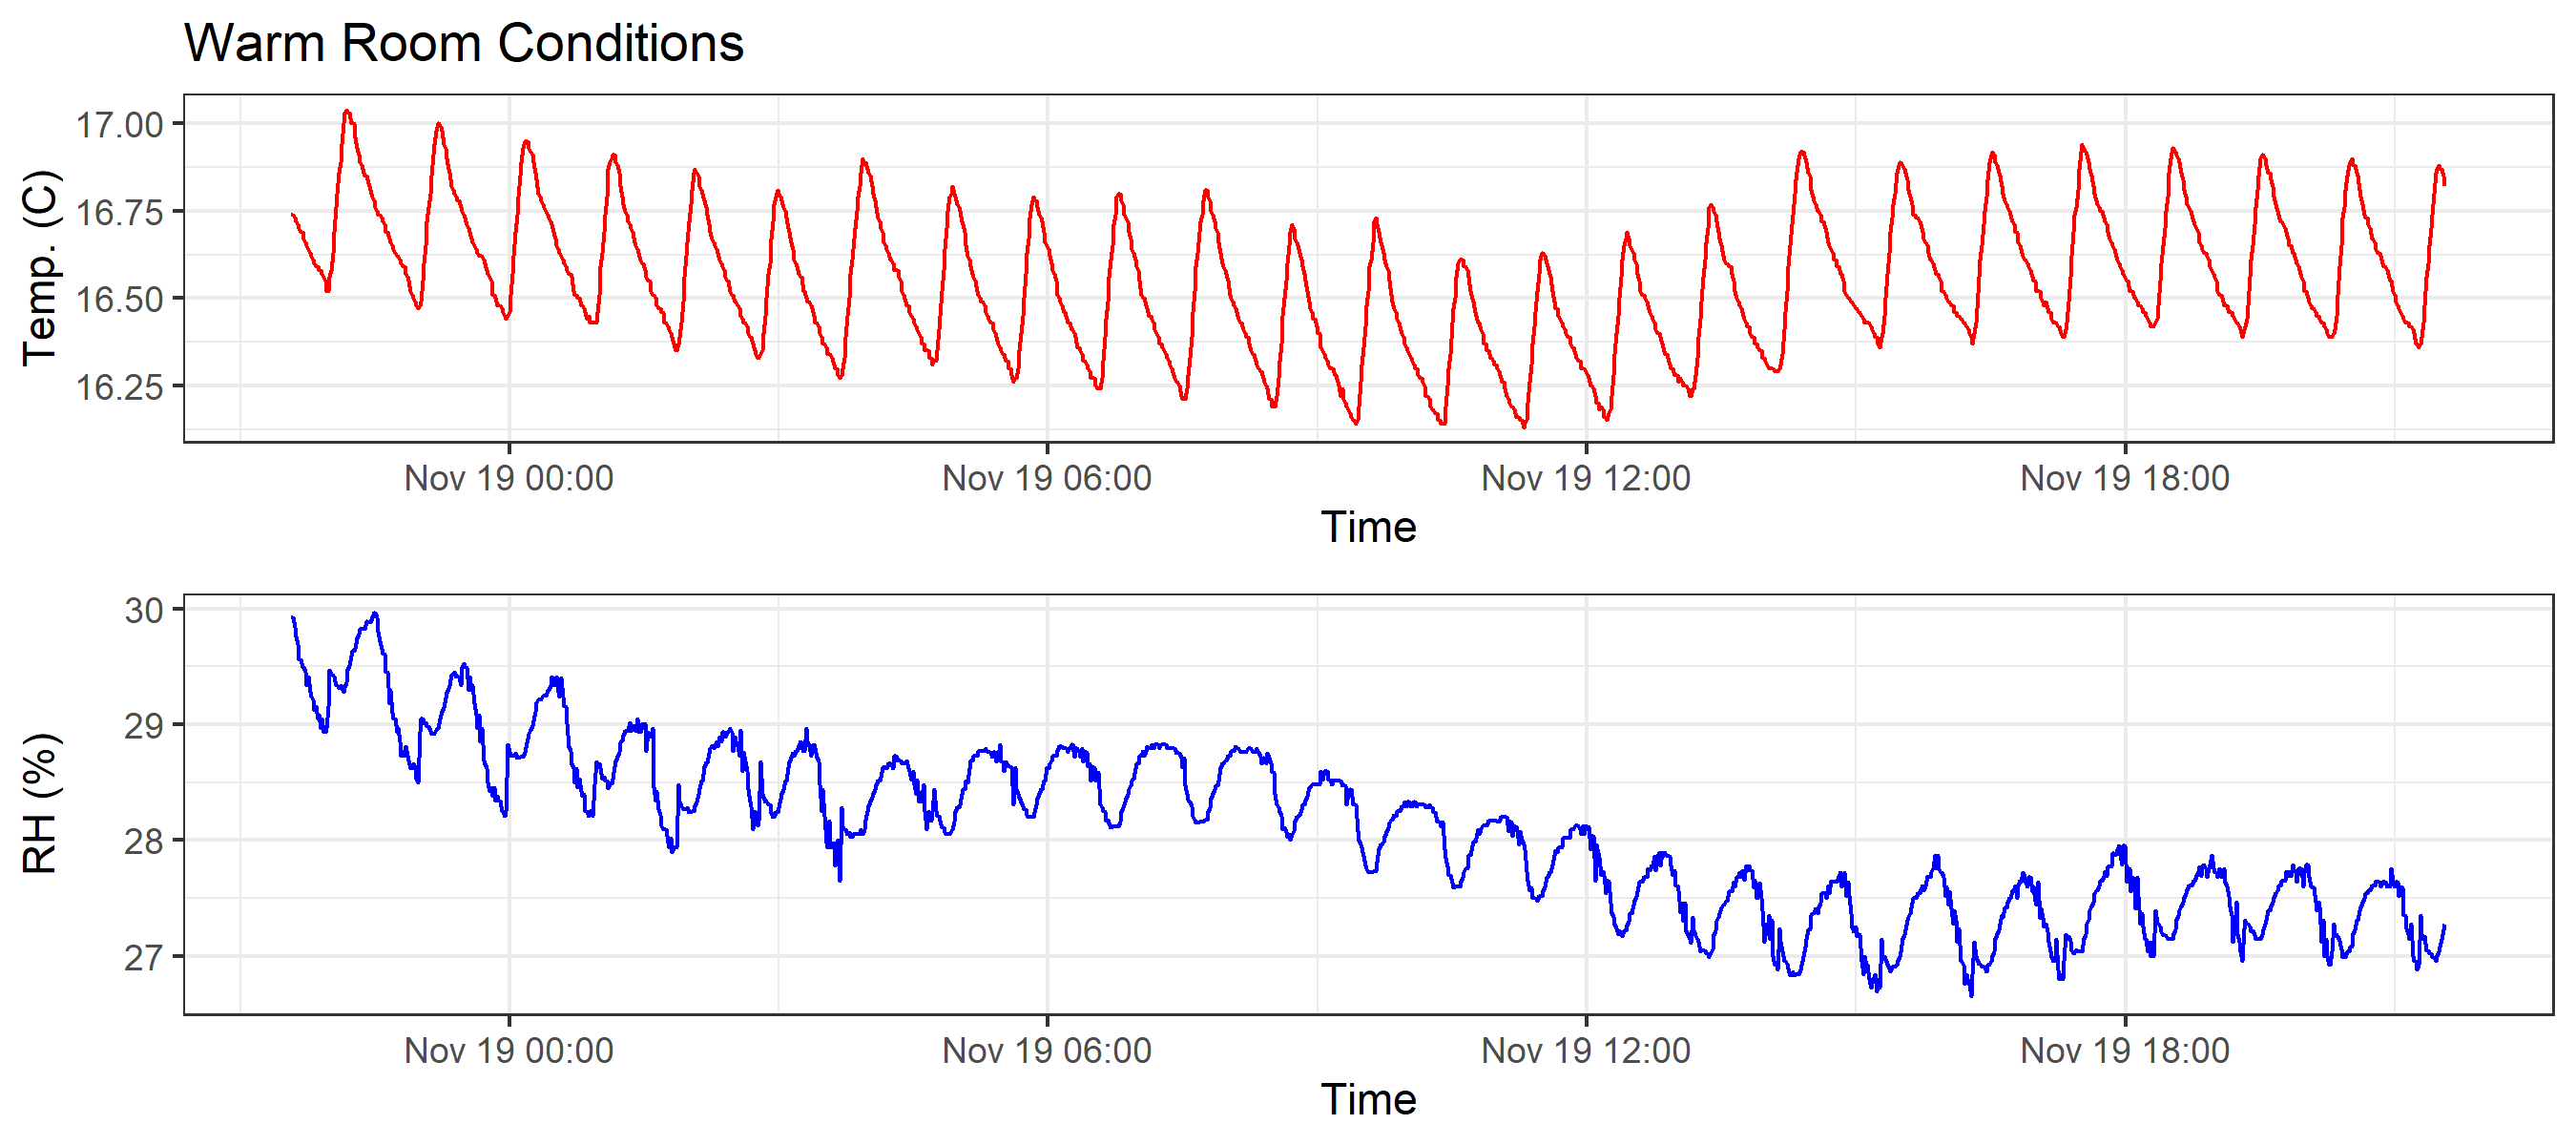 Warm Room Conditions
Temp. (C)
17.00
16.75
16.50
16.25
Nov 19 00:00 Nov 19 06:00 Nov 19 12:00 Nov 19 18:00
Time
RH (%)
30
29
28
27
Nov 19 00:00 Nov 19 06:00 Nov 19 12:00 Nov 19 18:00
Time